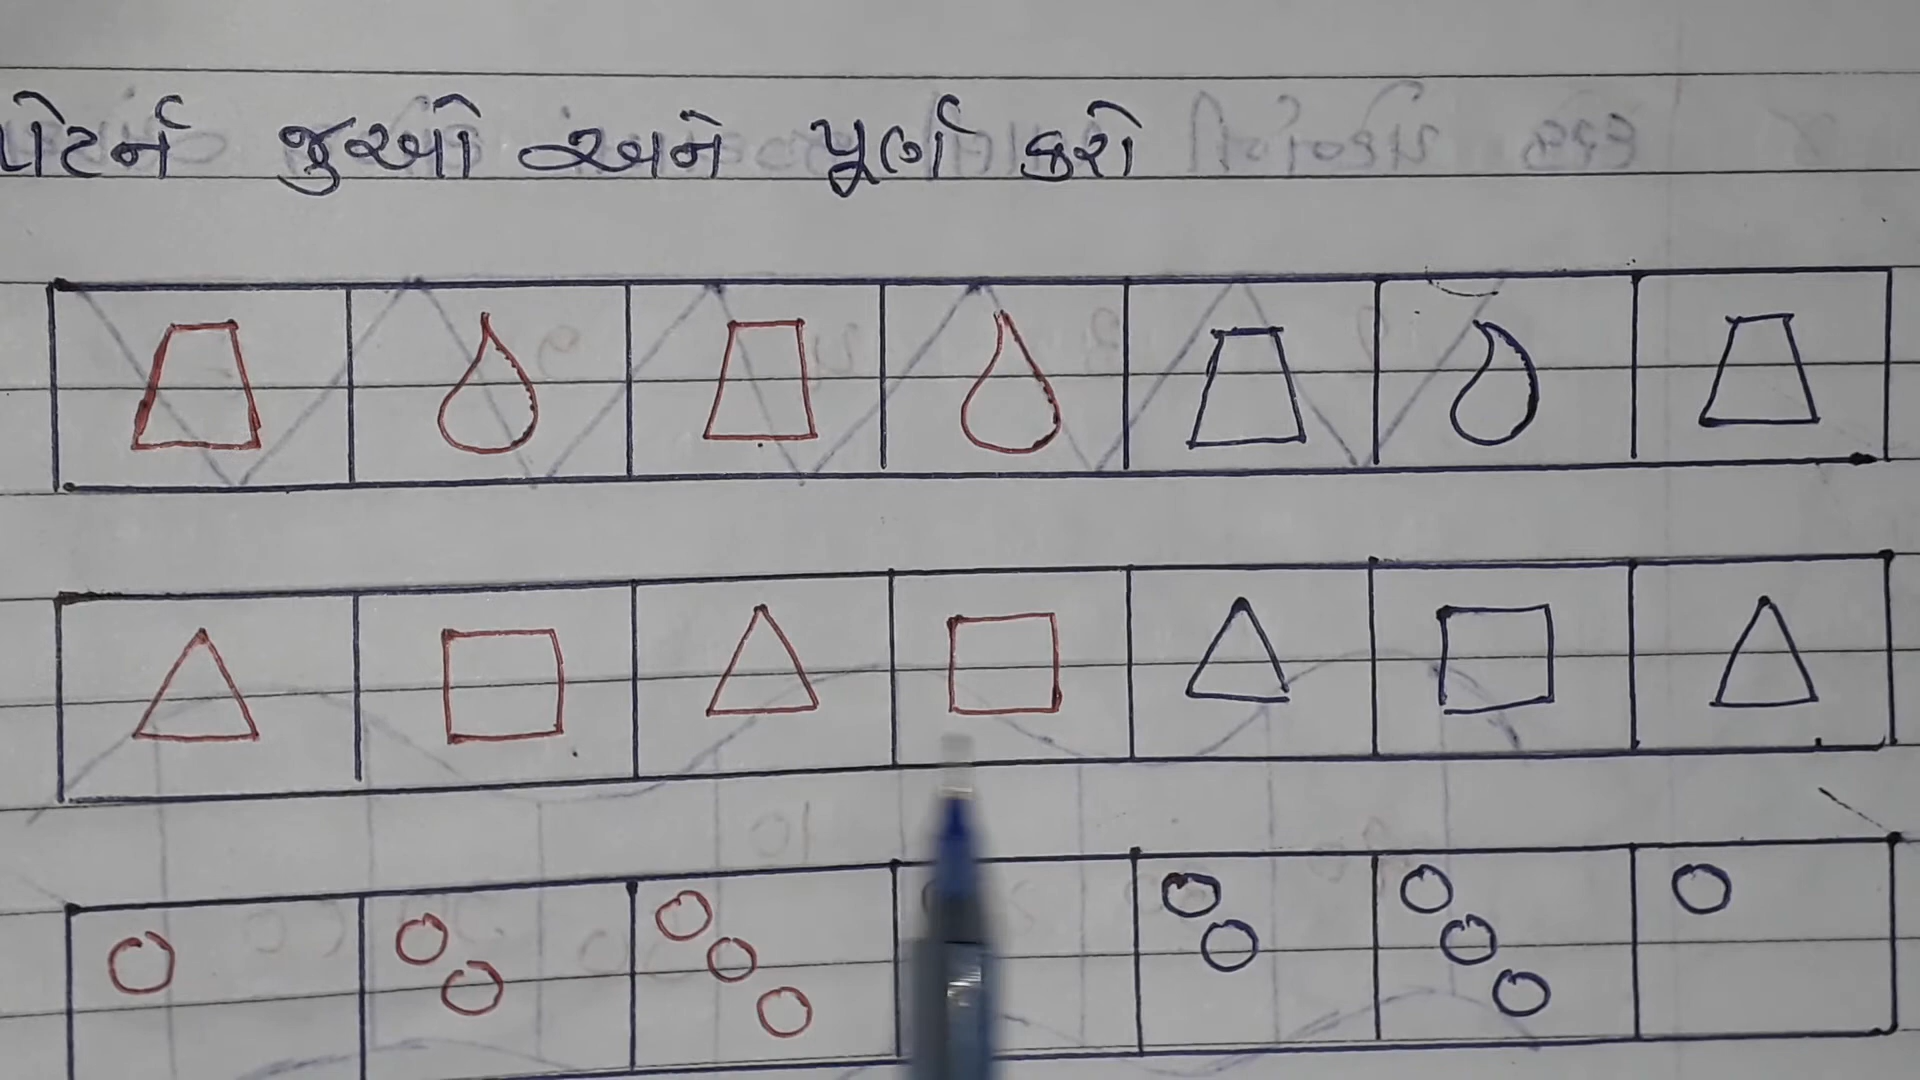 પેટર્ન જુઓ અને પૂર્ણ કરો